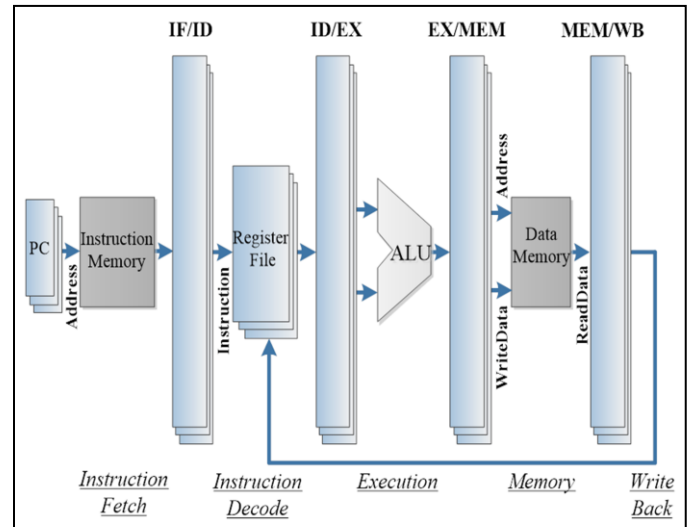 IF/ID
ID/EX
EX/MEM
MEM/WB
PC
Address
Instruction
Memory
Instruction
Register
File
ALU
Address
WriteData
Data
Memory
ReadData
Instruction
Fetch
Instruction
Decode
Execution
Memory
Write
Back